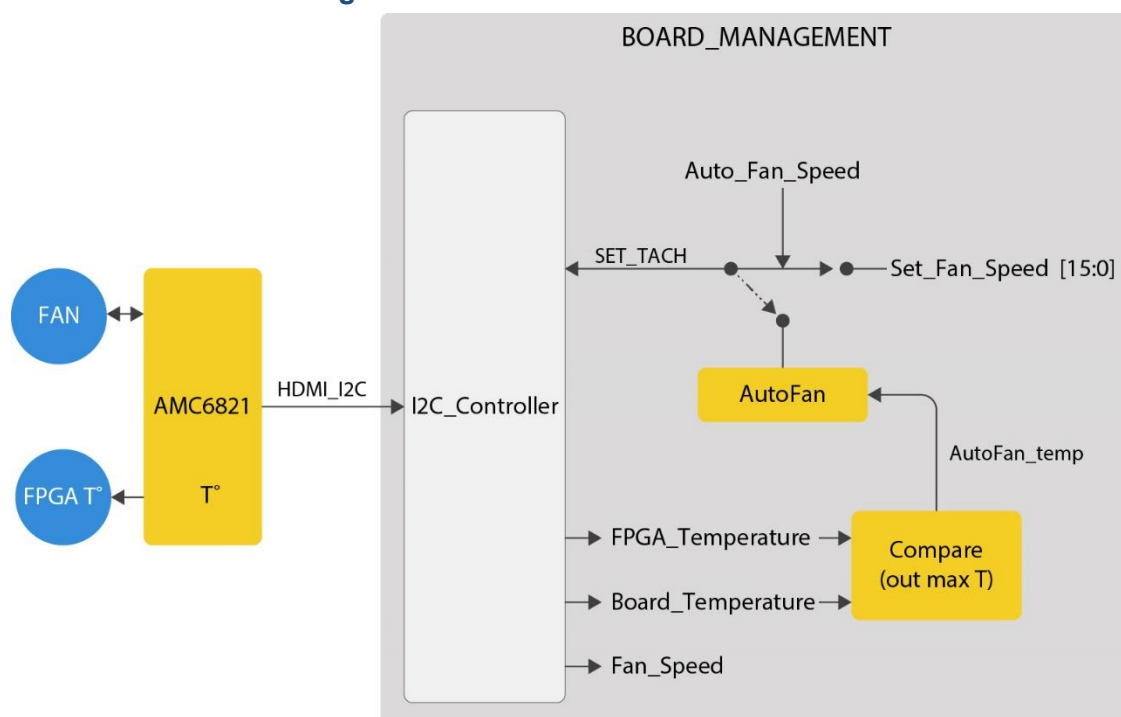 BOARD_MANAGEMENT
Auto_Fan_Speed
SET_TACH
Set_Fan_Speed [15:0]
FAN
HDMI_I2C
AMC6821
I2C_Controller
AutoFan
AutoFan_temp
FPGA T°
T°
FPGA_Temperature
Compare
(out max T)
Board_Temperature
Fan_Speed